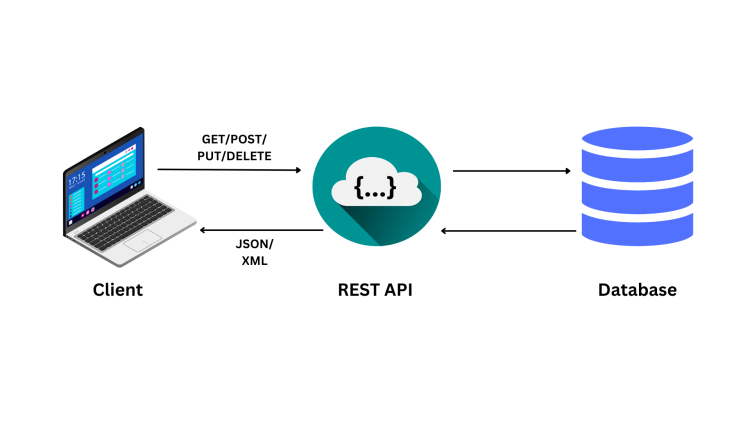 GET/POST/
PUT/DELETE
17:15
{...}
JSON/
XML
Client
REST API
Database